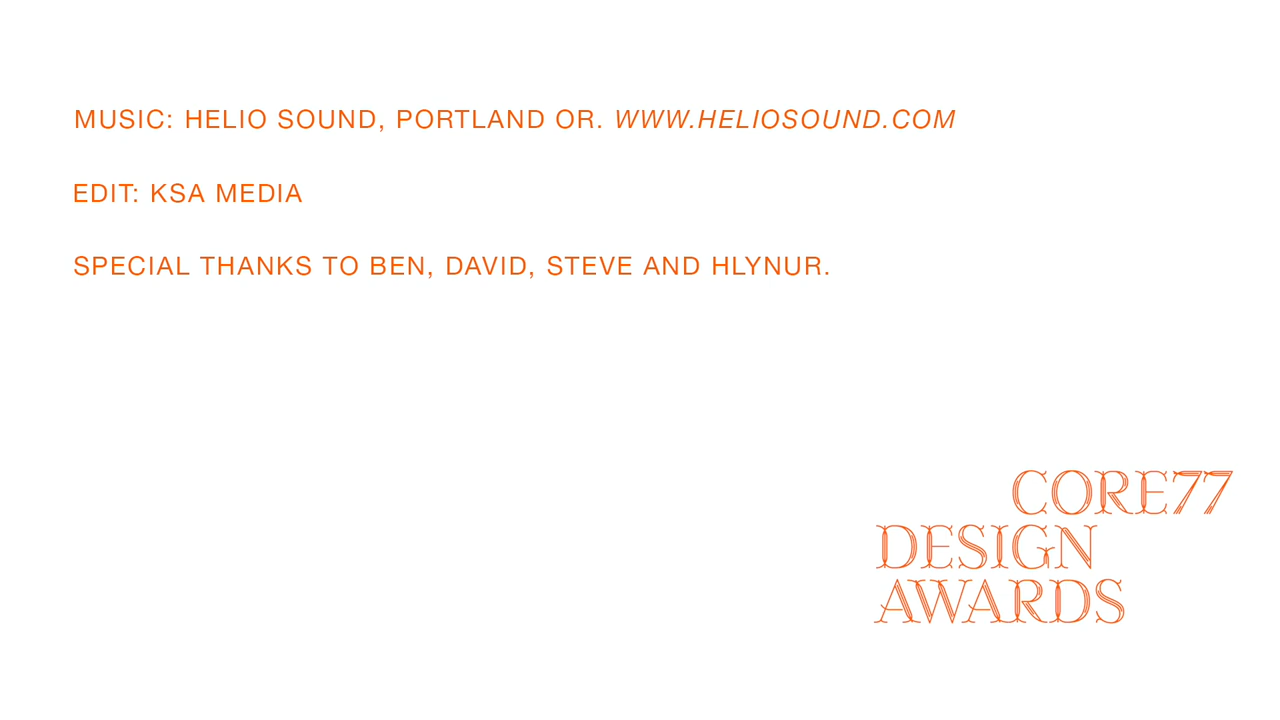 MUSIC: HELIO SOUND, PORTLAND OR. WWW.HELIOSOUND.COM
EDIT: KSA MEDIA
SPECIAL THANKS TO BEN, DAVID, STEVE AND HLYNUR.
CORE77
DESIGN
AWARDS